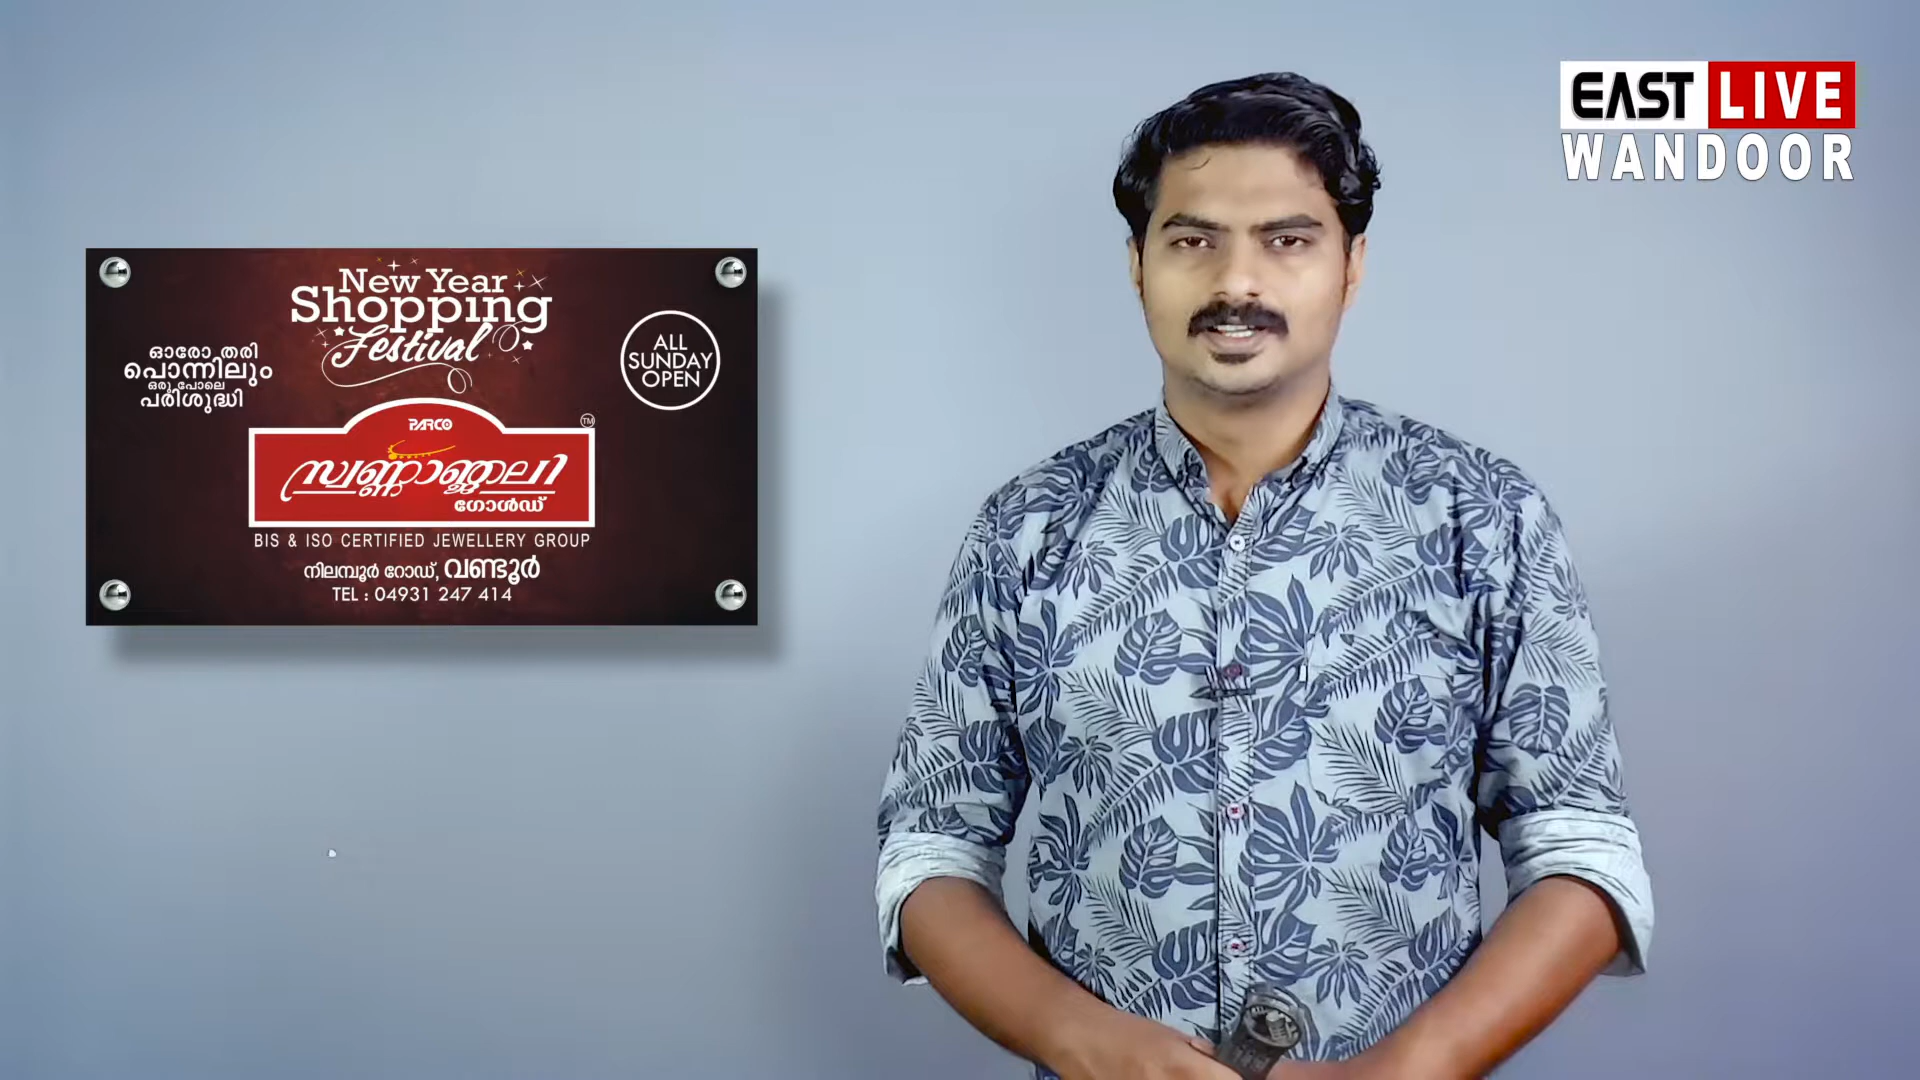 EAST LIVE
WANDOOR
New Year
Shopping
Festival
ഓരോ തരി
പൊന്നിലും
ഒരു പോലെ
പരിശുദ്ധി
ALL
SUNDAY
OPEN
PARCO
TM
സ്വർണ്ണാഞ്ജലി
ഗോൾഡ്
BIS & ISO CERTIFIED JEWELLERY GROUP
നിലമ്പൂർ റോഡ്, വണ്ടൂർ
TEL : 04931 247 414